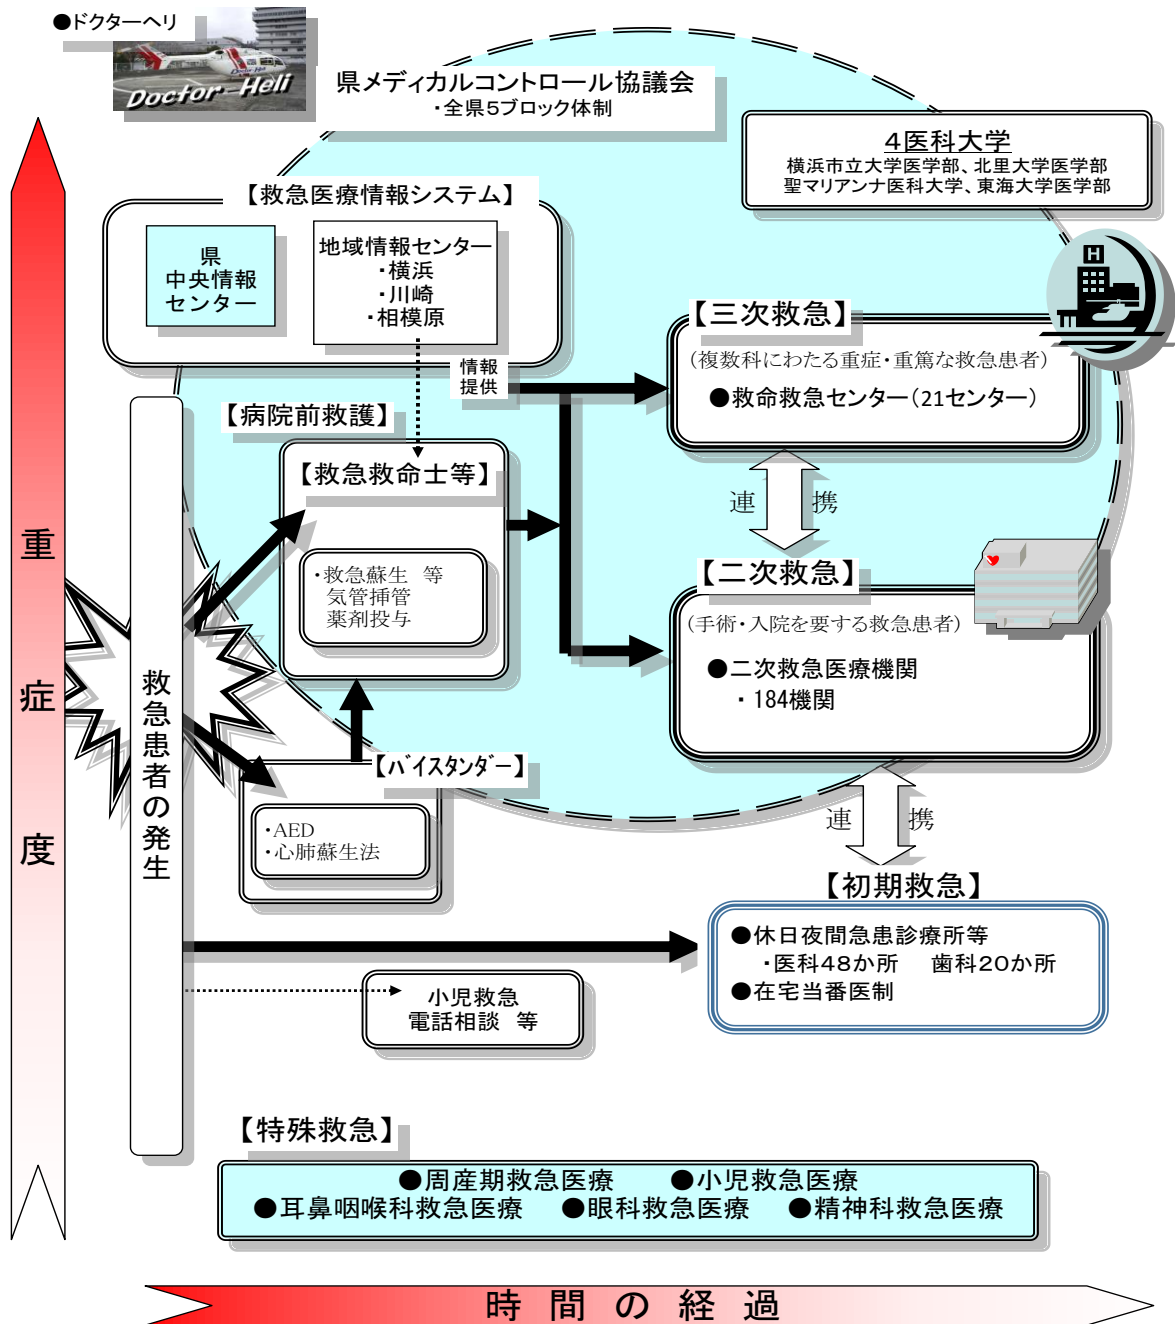 ●ドクターヘリ
Doctor-Heli
県メディカルコントロール協議会
・全県5ブロック体制
4医科大学
横浜市立大学医学部、北里大学医学部
聖マリアンナ医科大学、東海大学医学部
【救急医療情報システム】
県
中央情報
センター
地域情報センター
・横浜
・川崎
・相模原
情報
提供
【三次救急】
(複数科にわたる重症・重篤な救急患者)
●救命救急センター(21センター)
【病院前救護】
【救急救命士等】
・救急蘇生 等
気管挿管
薬剤投与
連 携
【二次救急】
(手術・入院を要する救急患者)
●二次救急医療機関
・184機関
重症度
救急患者の発生
【バイスタンダー】
・AED
・心肺蘇生法
連 携
【初期救急】
●休日夜間急患診療所等
・医科48か所 歯科20か所
●在宅当番医制
小児救急
電話相談 等
【特殊救急】
●周産期救急医療 ●小児救急医療
●耳鼻咽喉科救急医療 ●眼科救急医療 ●精神科救急医療
時間の経過
H